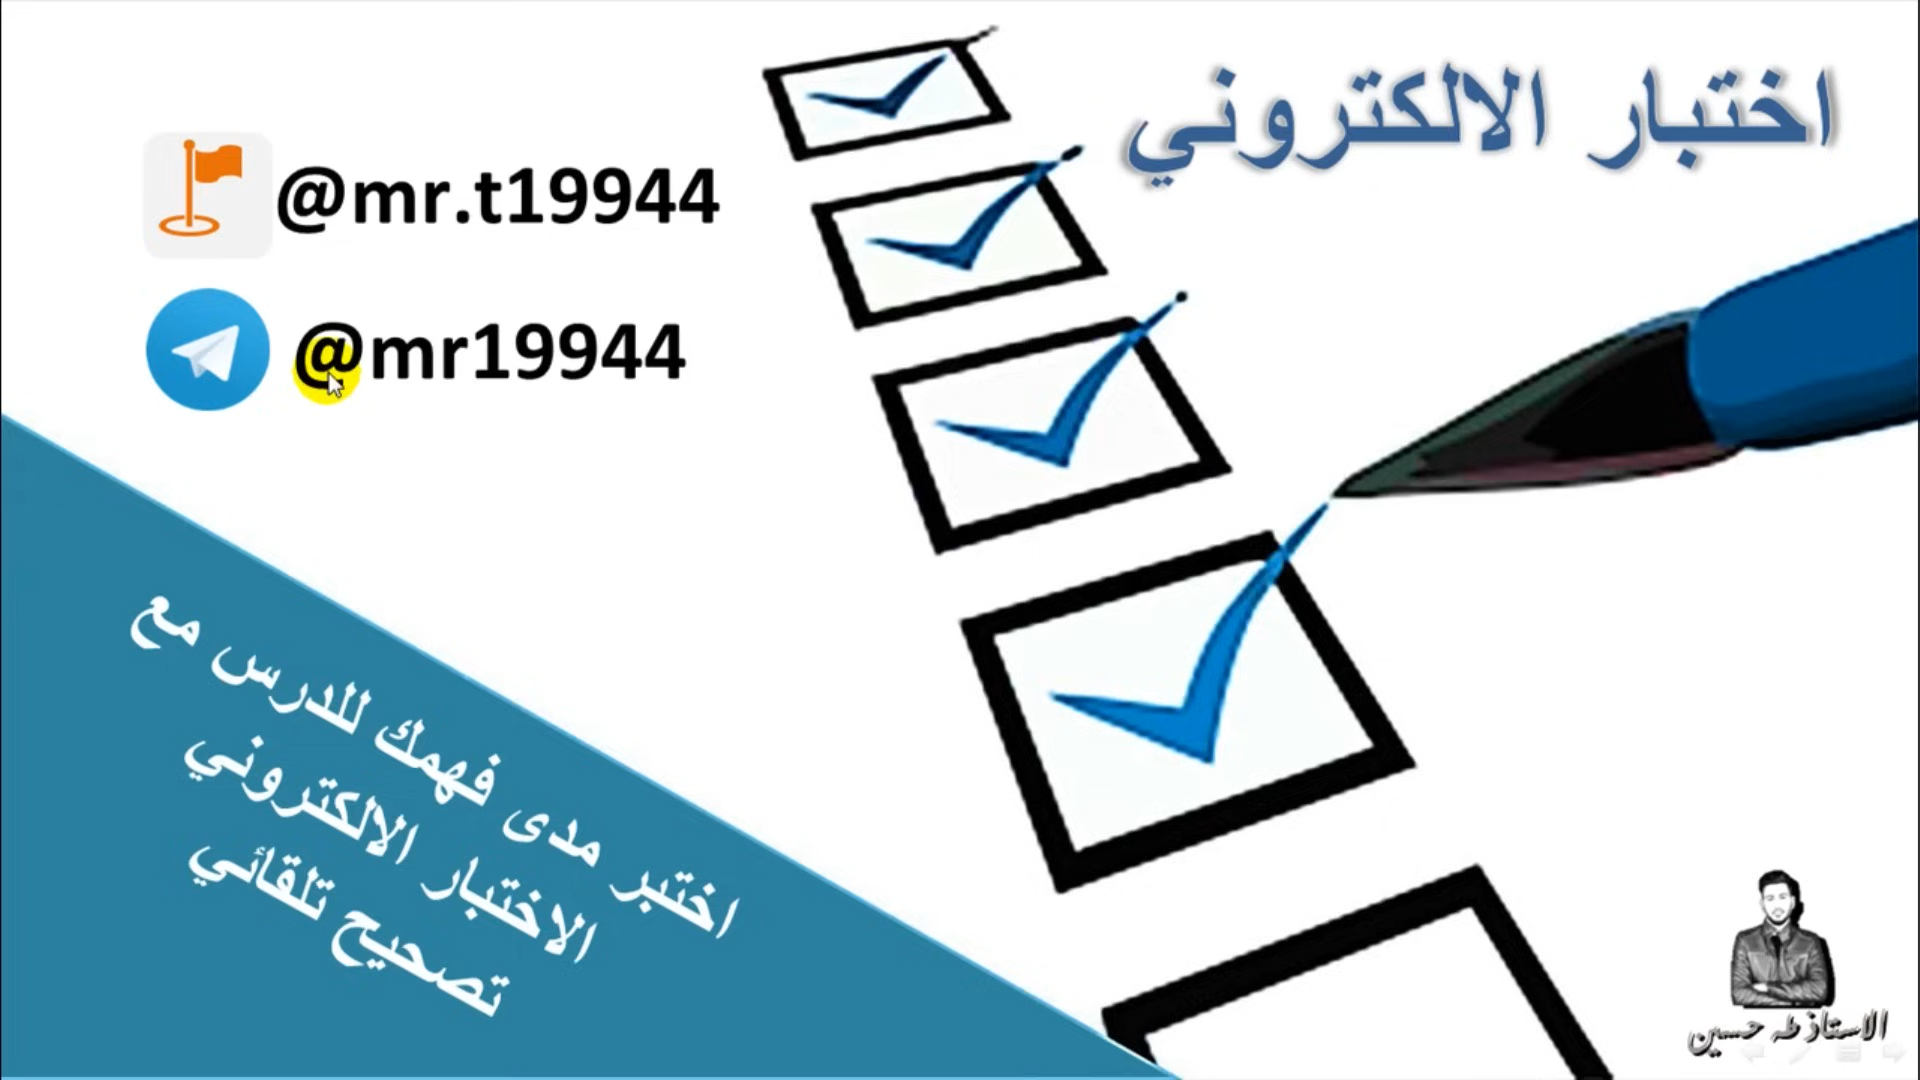 اختبار الالكتروني
@mr.t19944
@mr19944
اختبر مدى فهمك للدرس مع
الاختبار الالكتروني
تصحيح تلقائي
الاستاذ طه حسين